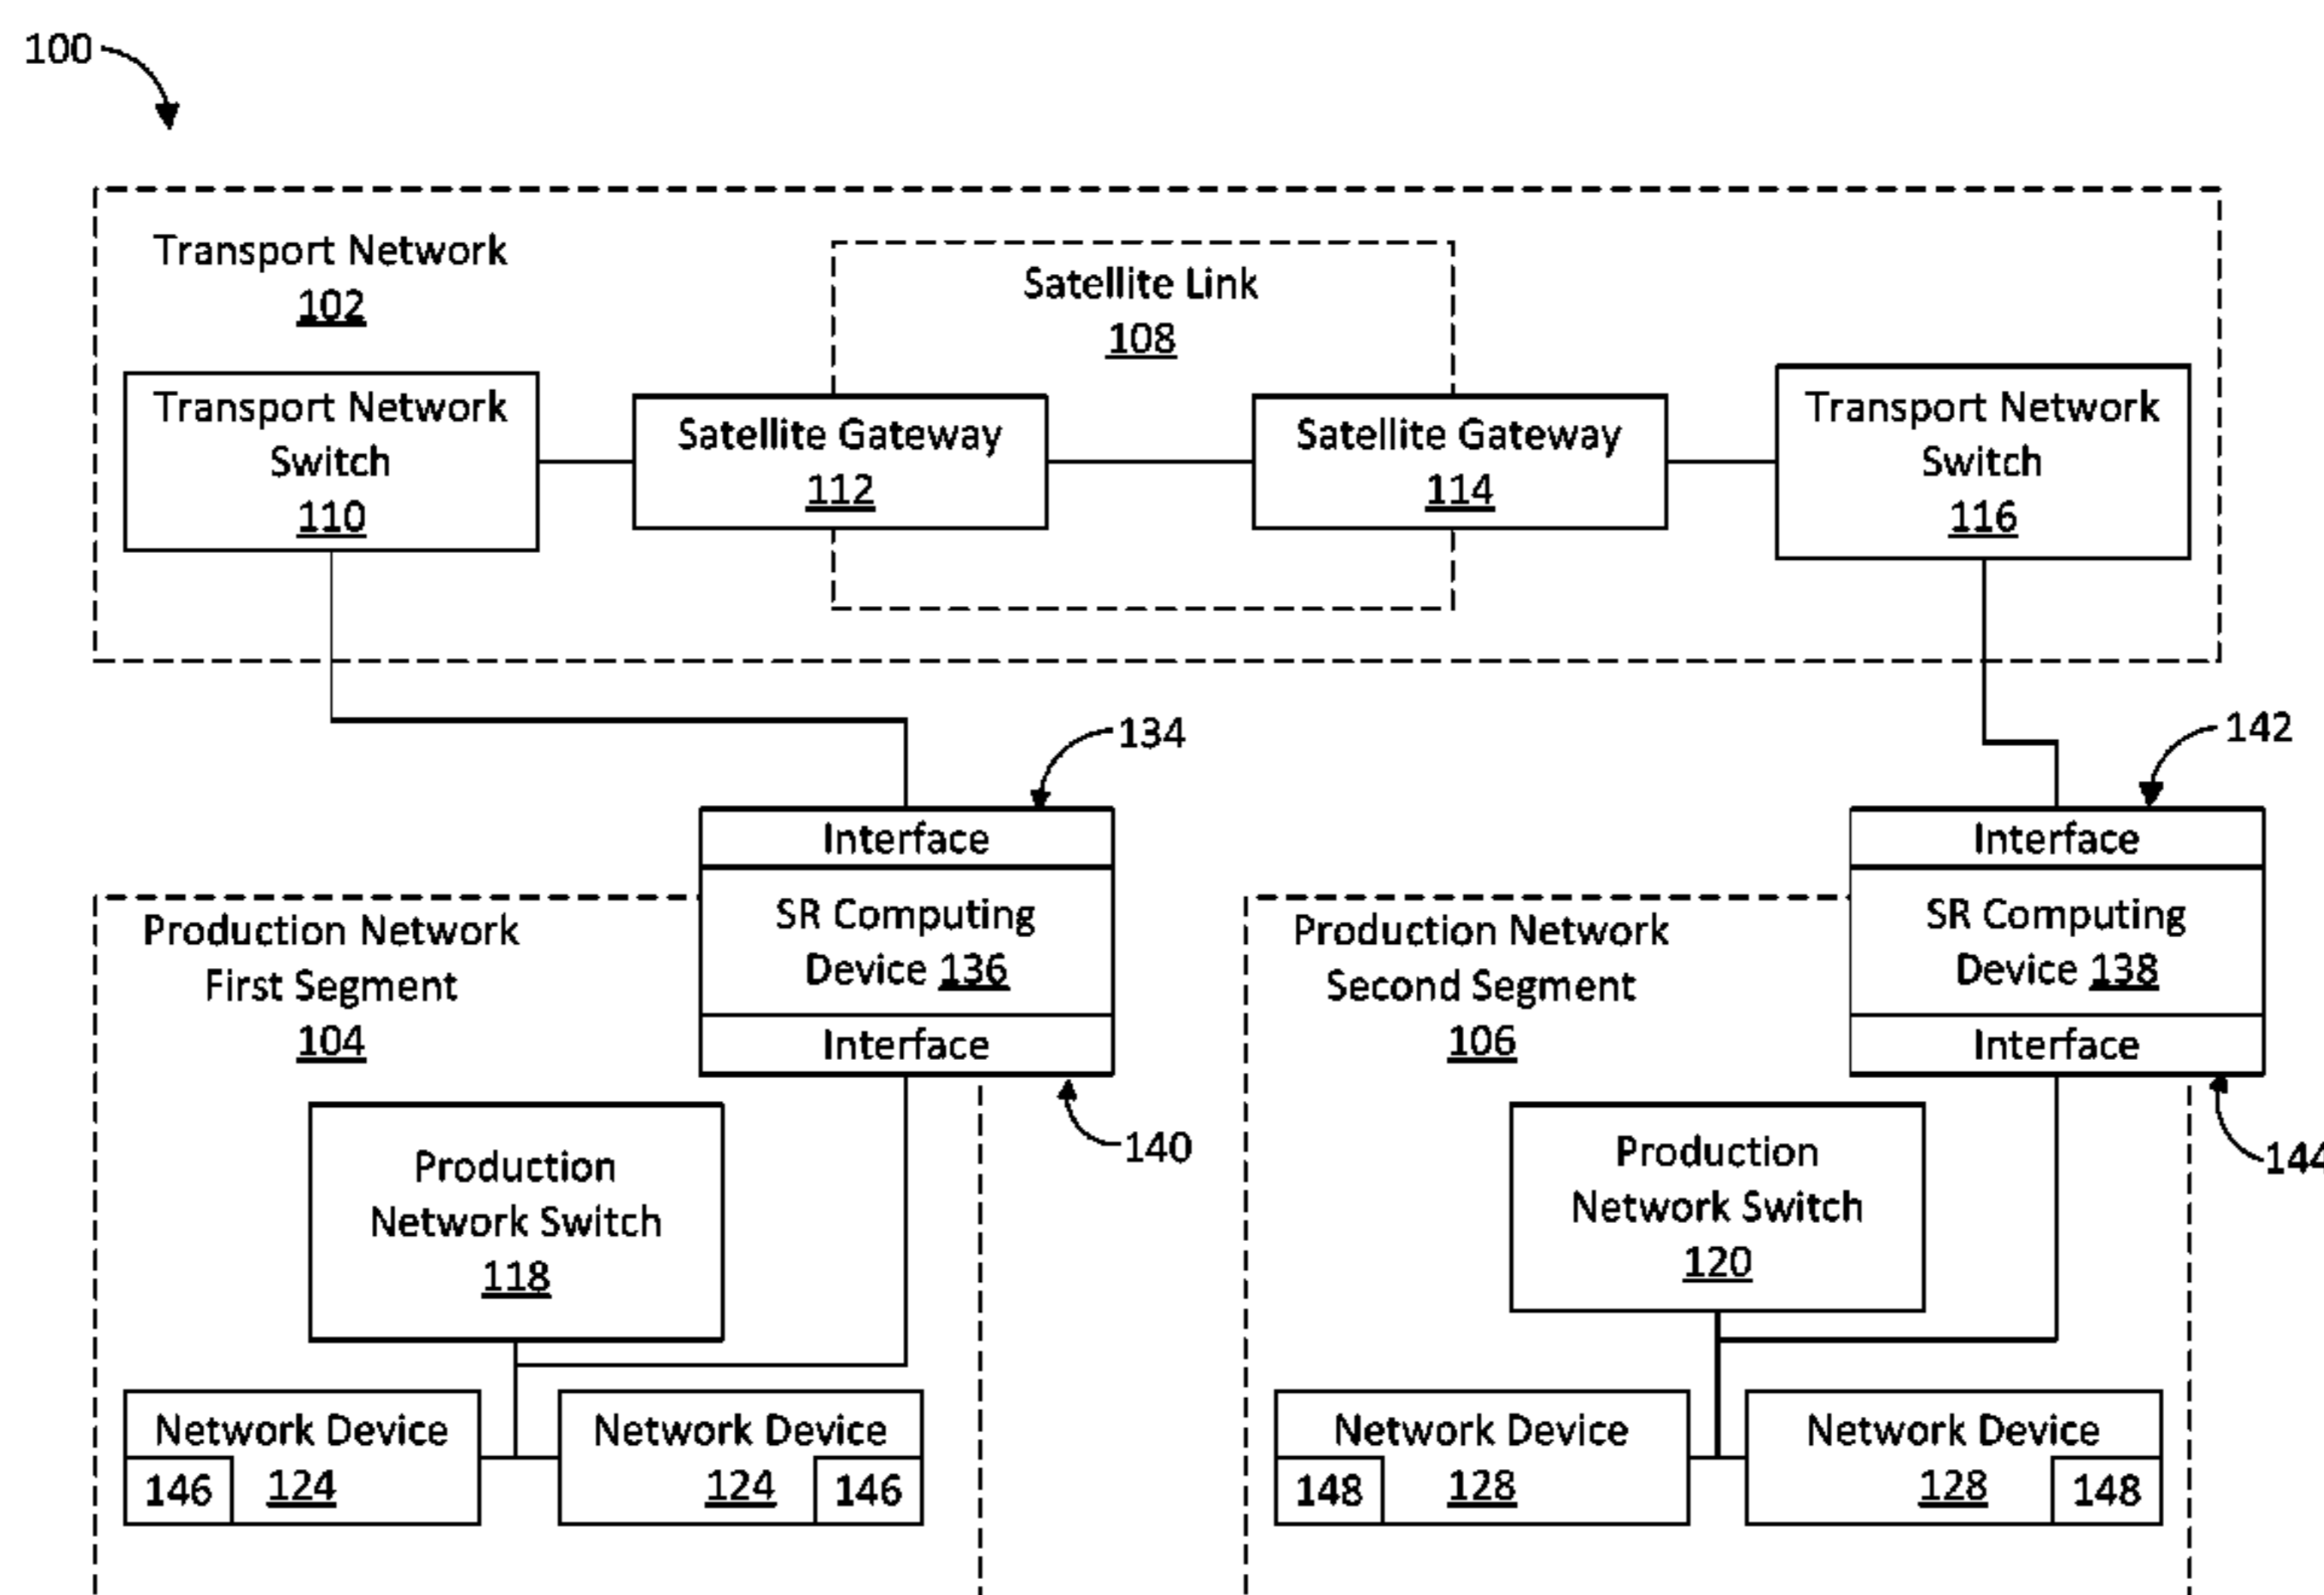 100
Transport Network
102
Satellite Link
108
Transport Network
Switch
110
Satellite Gateway
112
Satellite Gateway
114
Transport Network
Switch
116
134
142
Interface
SR Computing
Device 136
Interface
140
Interface
SR Computing
Device 138
Interface
144
Production Network
First Segment
104
Production Network
Second Segment
106
Production
Network Switch
118
Production
Network Switch
120
Network Device
146 124
Network Device
124 146
Network Device
148 128
Network Device
128 148